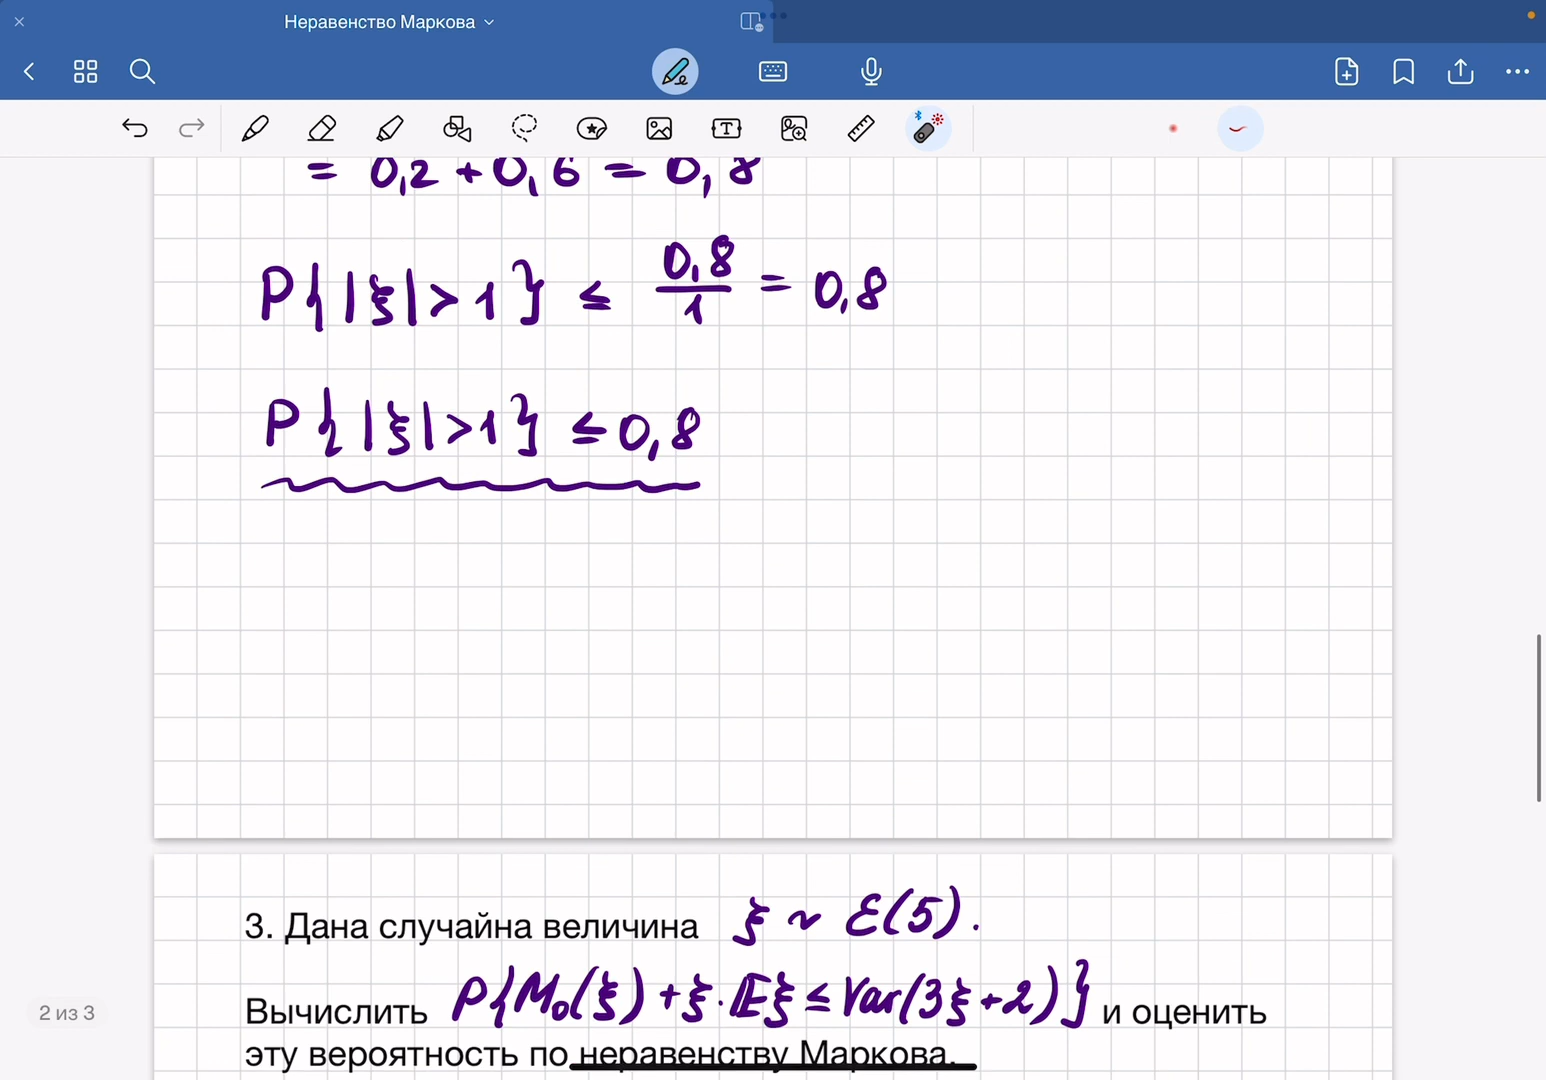 Неравенство Маркова
= 0,2 + 0,6 = 0,8
P{|ξ|>1} ≤ 0,8/1 = 0,8
P{|ξ|>1} ≤ 0,8
3. Дана случайна величина ξ ~ Ɛ(5).
Вычислить P{M₀(ξ) + ξ·𝔼ξ ≤ Var(3ξ+2)} и оценить
эту вероятность по неравенству Маркова.
2 из 3